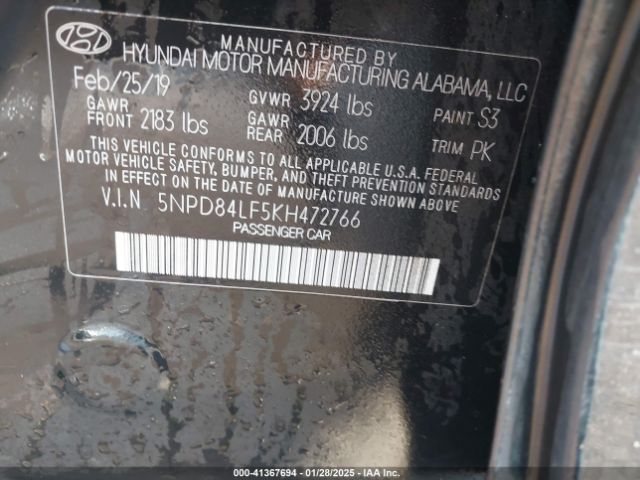 MANUFACTURED BY
HYUNDAI MOTOR MANUFACTURING ALABAMA, LLC
Feb/25/19 GVWR 3924 lbs PAINT S3
GAWR FRONT 2183 lbs GAWR REAR 2006 lbs TRIM PK
THIS VEHICLE CONFORMS TO ALL APPLICABLE U.S.A. FEDERAL
MOTOR VEHICLE SAFETY, BUMPER, AND THEFT PREVENTION STANDARDS
IN EFFECT ON THE DATE OF MANUFACTURE SHOWN ABOVE.
V.I.N 5NPD84LF5KH472766
PASSENGER CAR
000-41367694 - 01/28/2025 - IAA Inc.